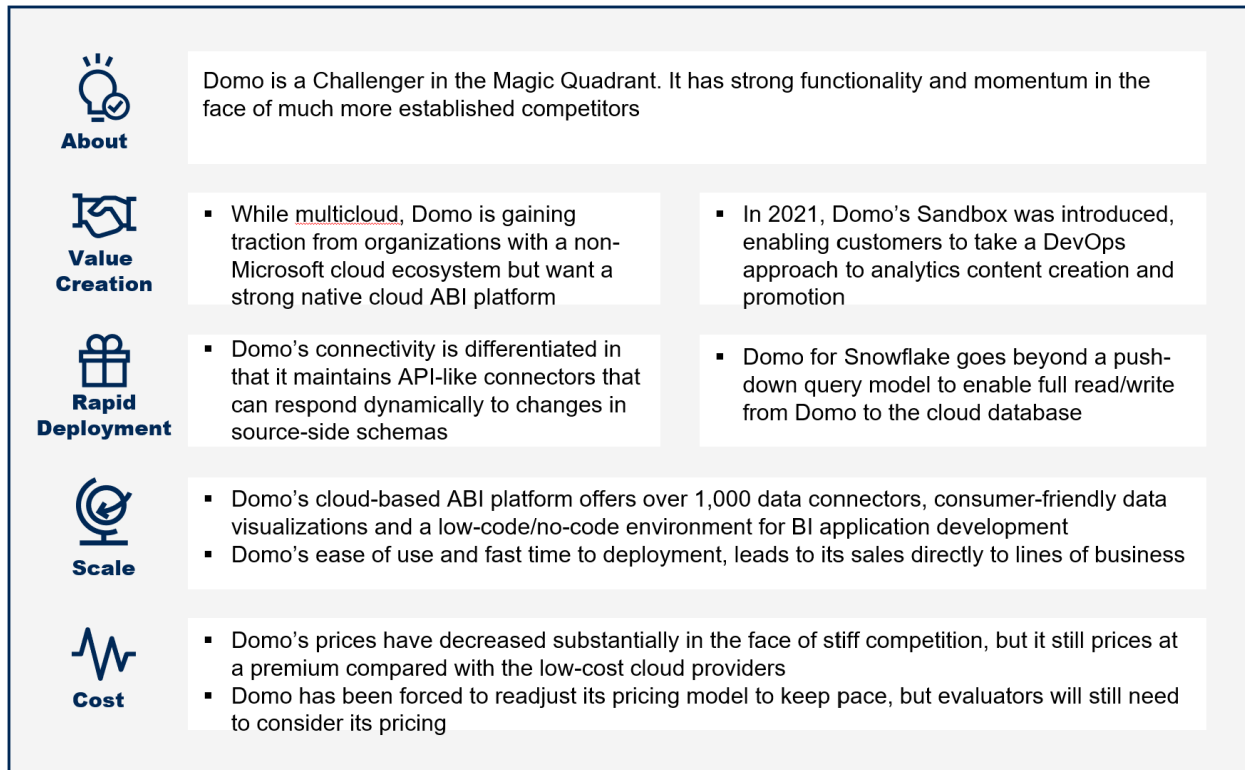 About
Domo is a Challenger in the Magic Quadrant. It has strong functionality and momentum in the
face of much more established competitors
Value
Creation
▪ While multicloud, Domo is gaining
traction from organizations with a non-
Microsoft cloud ecosystem but want a
strong native cloud ABI platform
▪ In 2021, Domo’s Sandbox was introduced,
enabling customers to take a DevOps
approach to analytics content creation and
promotion
Rapid
Deployment
▪ Domo’s connectivity is differentiated in
that it maintains API-like connectors that
can respond dynamically to changes in
source-side schemas
▪ Domo for Snowflake goes beyond a push-
down query model to enable full read/write
from Domo to the cloud database
Scale
▪ Domo’s cloud-based ABI platform offers over 1,000 data connectors, consumer-friendly data
visualizations and a low-code/no-code environment for BI application development
▪ Domo’s ease of use and fast time to deployment, leads to its sales directly to lines of business
Cost
▪ Domo’s prices have decreased substantially in the face of stiff competition, but it still prices at
a premium compared with the low-cost cloud providers
▪ Domo has been forced to readjust its pricing model to keep pace, but evaluators will still need
to consider its pricing